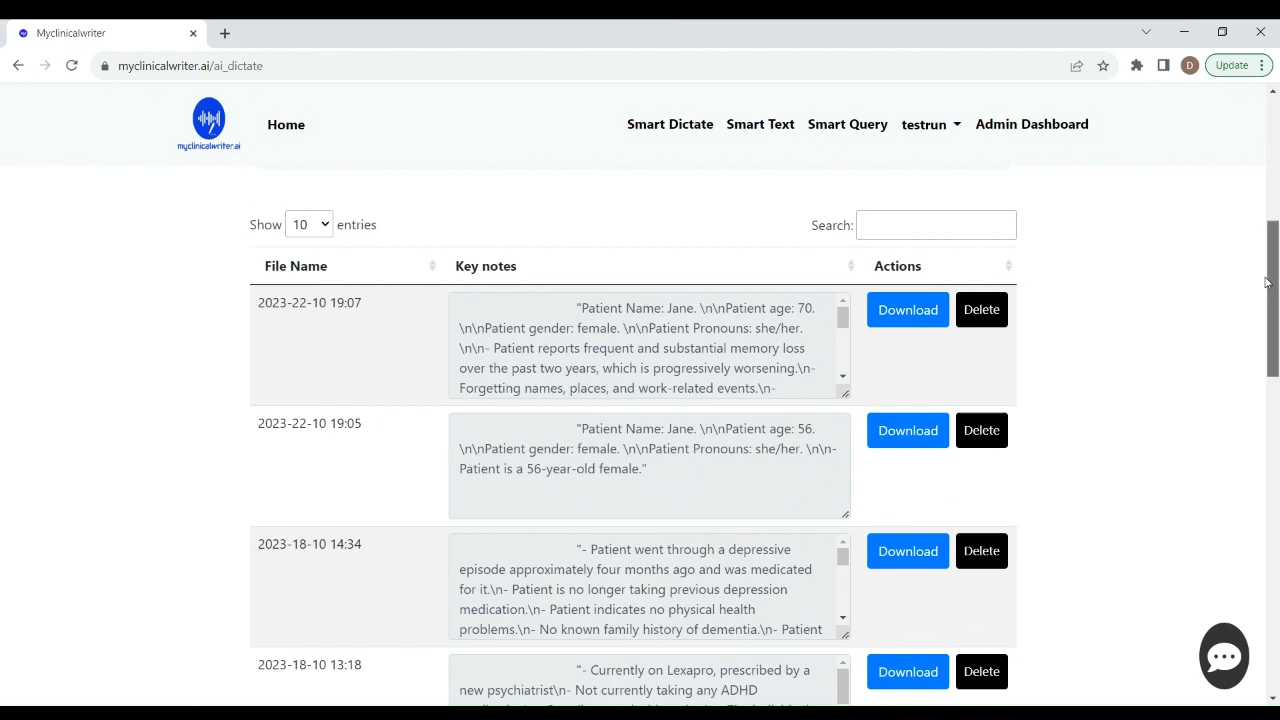 Myclinicalwriter
myclinicalwriter.ai/ai_dictate
D
Update
myclinicalwriter.ai
Home
Smart Dictate
Smart Text
Smart Query
testrun
Admin Dashboard
Show 10 entries
Search:
File Name
Key notes
Actions
2023-22-10 19:07
"Patient Name: Jane. \n\nPatient age: 70.
\n\nPatient gender: female. \n\nPatient Pronouns: she/her.
\n\n- Patient reports frequent and substantial memory loss
over the past two years, which is progressively worsening.\n-
Forgetting names, places, and work-related events.\n-
Download
Delete
2023-22-10 19:05
"Patient Name: Jane. \n\nPatient age: 56.
\n\nPatient gender: female. \n\nPatient Pronouns: she/her. \n\n-
Patient is a 56-year-old female."
Download
Delete
2023-18-10 14:34
"- Patient went through a depressive
episode approximately four months ago and was medicated
for it.\n- Patient is no longer taking previous depression
medication.\n- Patient indicates no physical health
problems.\n- No known family history of dementia.\n- Patient
Download
Delete
2023-18-10 13:18
"- Currently on Lexapro, prescribed by a
new psychiatrist\n- Not currently taking any ADHD
Download
Delete